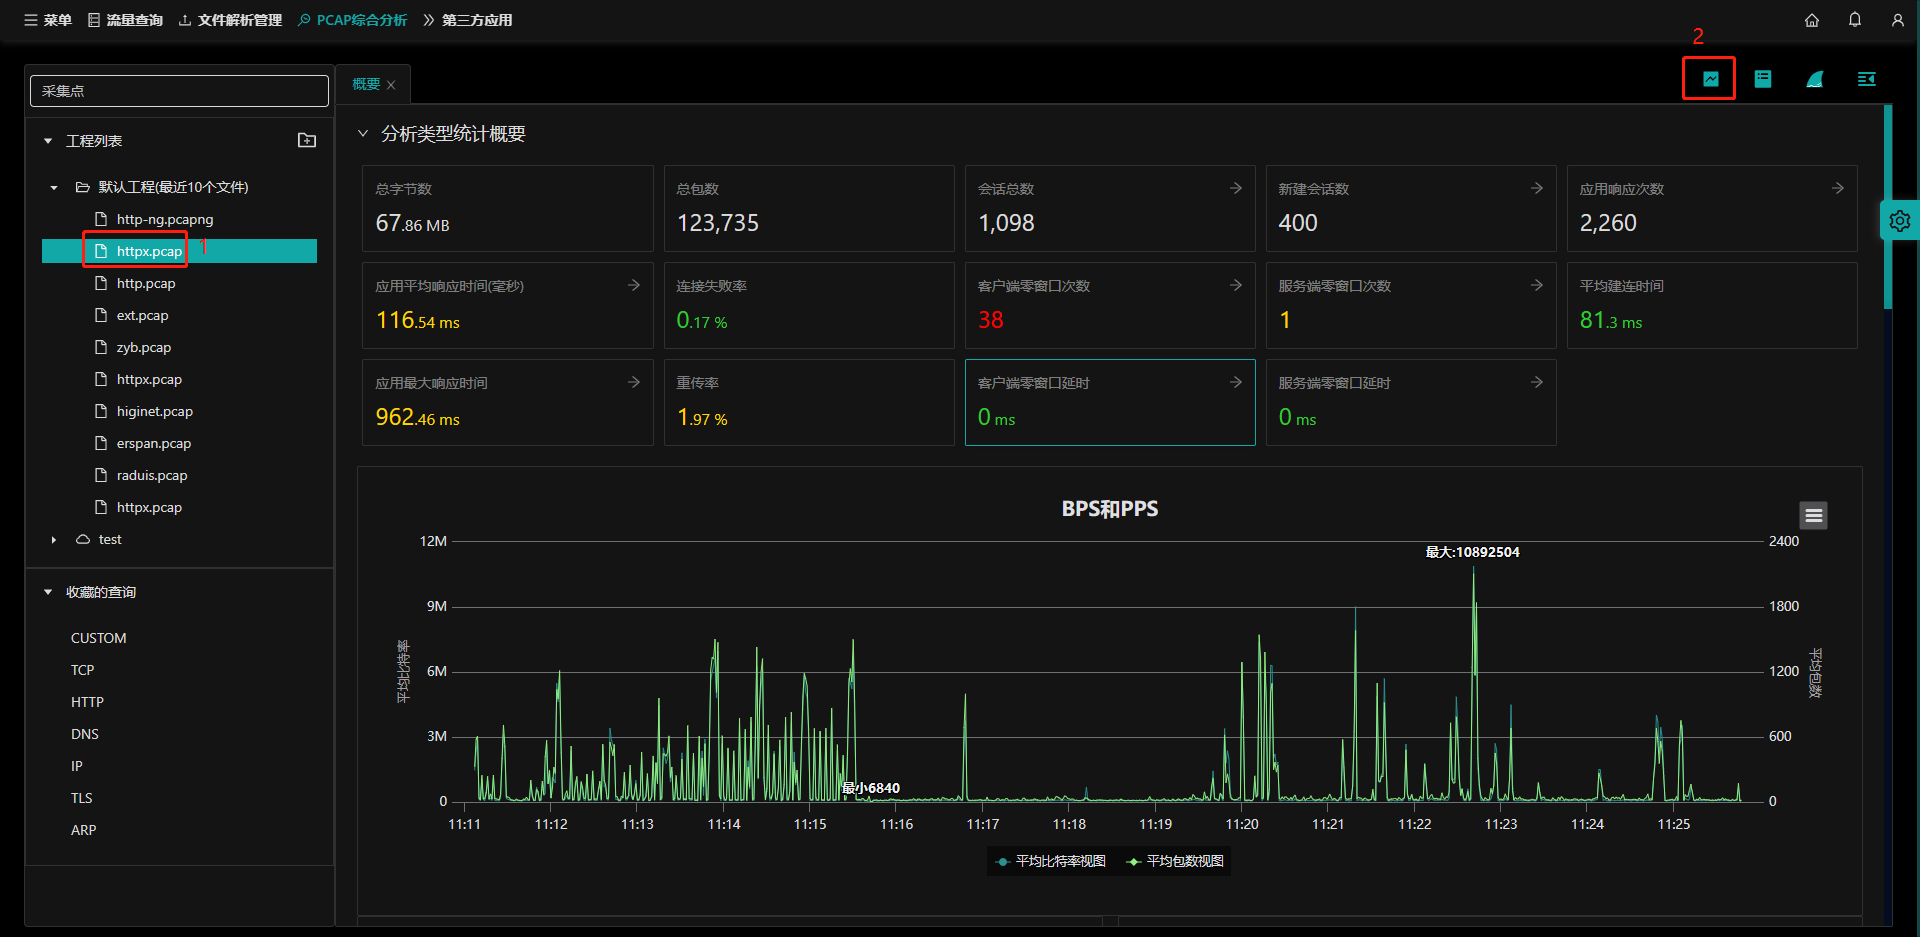 菜单 流量查询 文件解析管理 PCAP综合分析 第三方应用
2
采集点
工程列表
默认工程(最近10个文件)
http-ng.pcapng
httpx.pcap 1
http.pcap
ext.pcap
zyb.pcap
httpx.pcap
higinet.pcap
erspan.pcap
raduis.pcap
httpx.pcap
test
收藏的查询
CUSTOM
TCP
HTTP
DNS
IP
TLS
ARP
概要
分析类型统计概要
总字节数
67.86 MB
总包数
123,735
会话总数
1,098
新建会话数
400
应用响应次数
2,260
应用平均响应时间(毫秒)
116.54 ms
连接失败率
0.17 %
客户端零窗口次数
38
服务端零窗口次数
1
平均建连时间
81.3 ms
应用最大响应时间
962.46 ms
重传率
1.97 %
客户端零窗口延时
0 ms
服务端零窗口延时
0 ms
BPS和PPS
12M 2400
最大:10892504
9M 1800
平均比特率
6M 1200
平均包数
3M 600
最小6840
0 0
11:11 11:12 11:13 11:14 11:15 11:16 11:17 11:18 11:19 11:20 11:21 11:22 11:23 11:24 11:25
平均比特率视图 平均包数视图